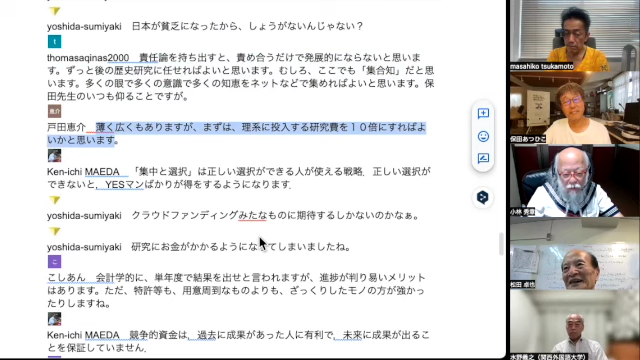 yoshida-sumiyaki　日本が貧乏になったから、しょうがないんじゃない？
t
thomasaqinas2000　責任論を持ち出すと、責め合うだけで発展的にならないと思いま
す。ずっと後の歴史研究に任せればよいと思います。むしろ、ここでも「集合知」だと思
います。多くの眼で多くの意識で多くの知恵をネットなどで集めればよいと思います。保
田先生のいつも仰ることですが。
恵介
戸田恵介　薄く広くもありますが、まずは、理系に投入する研究費を１０倍にすればよ
いかと思います。
Ken-ichi MAEDA　「集中と選択」は正しい選択ができる人が使える戦略．正しい選択が
できないと，YESマンばかりが得をするようになります．
yoshida-sumiyaki　クラウドファンディングみたなものに期待するしかないのかなぁ。
yoshida-sumiyaki　研究にお金がかかるようになってしまいましたね。
こ
こしあん　会計学的に、単年度で結果を出せと言われますが、進捗が判り易いメリット
はあります。ただ、特許等も、用意周到なものよりも、ざっくりしたモノの方が強かっ
たりしますね。
Ken-ichi MAEDA　競争的資金は，過去に成果があった人に有利で，未来に成果が出るこ
とを保証していません．
masahiko tsukamoto
保田あつひこ
小林 秀章
松田 卓也
水野義之（関西外国語大学）